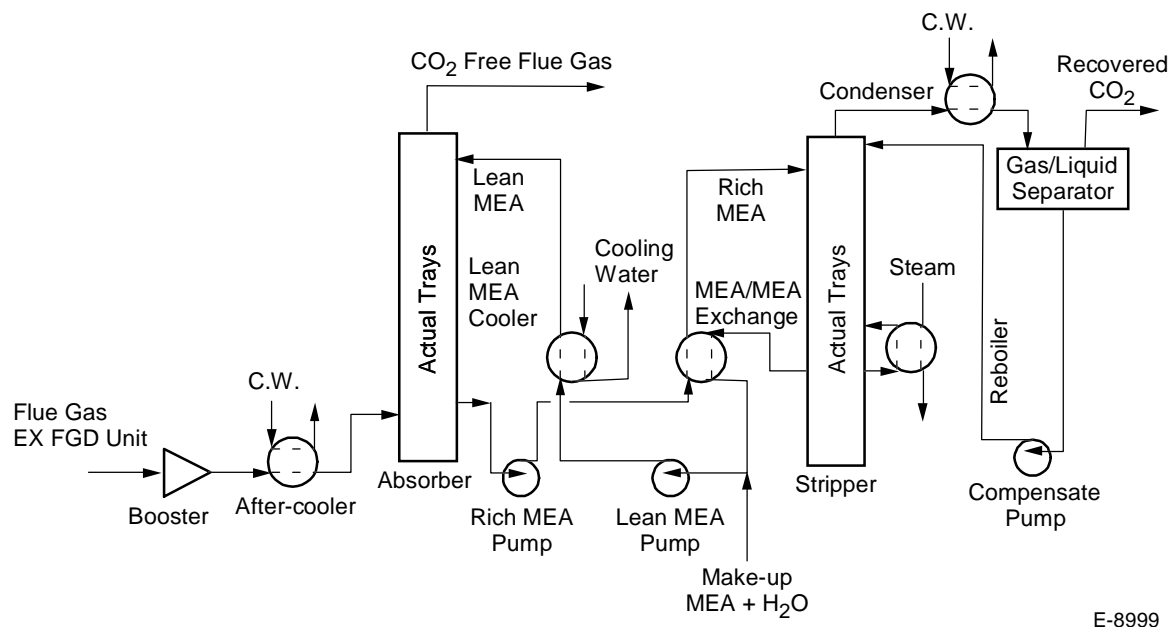 C.W.
CO2 Free Flue Gas
Condenser
Recovered
CO2
Gas/Liquid
Separator
Lean
MEA
Rich
MEA
Actual Trays
Lean
MEA
Cooler
Cooling
Water
MEA/MEA
Exchange
Actual Trays
Steam
Reboiler
C.W.
Flue Gas
EX FGD Unit
Booster
After-cooler
Absorber
Rich MEA
Pump
Lean MEA
Pump
Stripper
Compensate
Pump
Make-up
MEA + H2O
E-8999